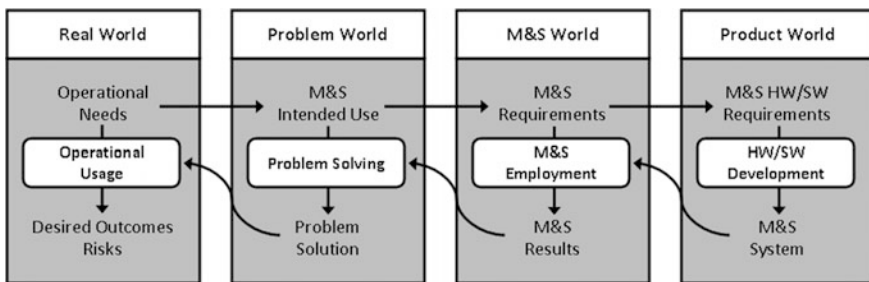 Real World
Operational
Needs
Operational
Usage
Desired Outcomes
Risks
Problem World
M&S
Intended Use
Problem Solving
Problem
Solution
M&S World
M&S
Requirements
M&S
Employment
M&S
Results
Product World
M&S HW/SW
Requirements
HW/SW
Development
M&S
System